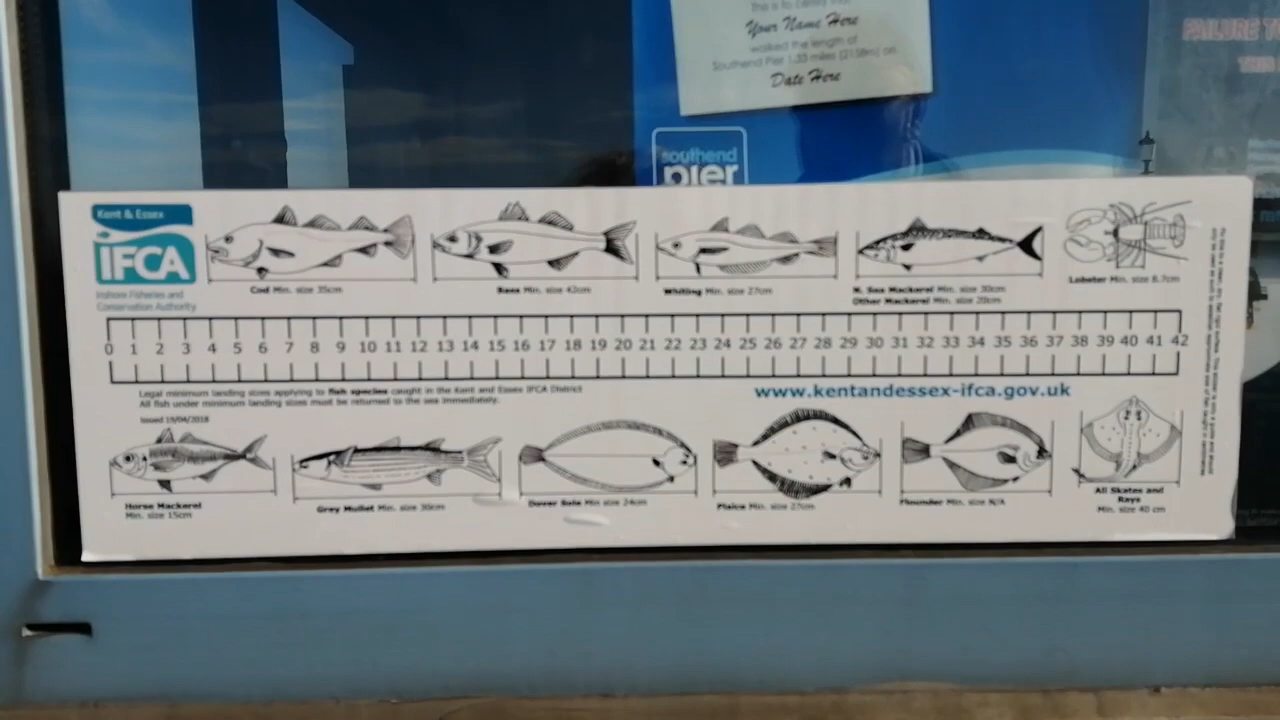 This is to certify that
Your Name Here
walked the length of
Southend Pier 1.33 miles (2158m) on
Date Here
FAILURE TO
THIS
southend
pier
Kent & Essex
IFCA
Inshore Fisheries and
Conservation Authority
Cod Min. size 35cm
Bass Min. size 42cm
Whiting Min. size 27cm
N. Sea Mackerel Min. size 30cm
Other Mackerel Min. size 20cm
Lobster Min. size 8.7cm
0 1 2 3 4 5 6 7 8 9 10 11 12 13 14 15 16 17 18 19 20 21 22 23 24 25 26 27 28 29 30 31 32 33 34 35 36 37 38 39 40 41 42
Legal minimum landing sizes applying to fish species caught in the Kent and Essex IFCA District
All fish under minimum landing sizes must be returned to the sea immediately.
www.kentandessex-ifca.gov.uk
Issued 19/04/2018
Horse Mackerel
Min. size 15cm
Grey Mullet Min. size 30cm
Dover Sole Min size 24cm
Plaice Min. size 27cm
Flounder Min. size N/A
All Skates and
Rays
Min. size 40 cm